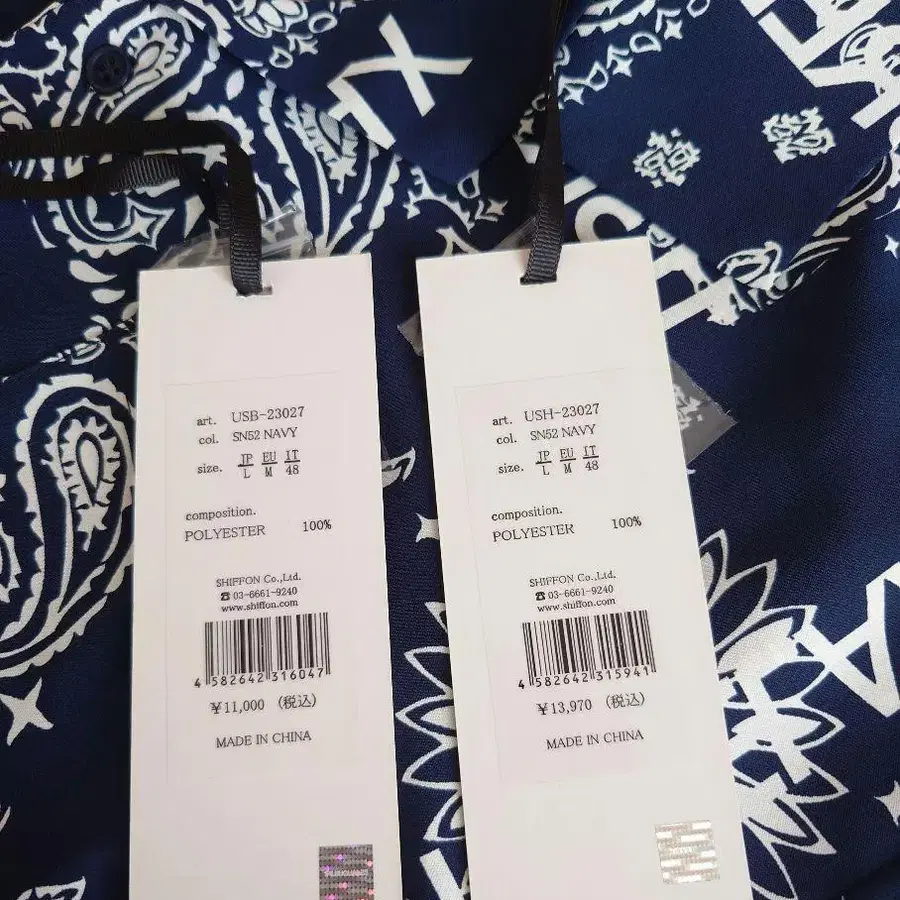 art. USB-23027
col. SN52 NAVY
size. JP EU IT
L M 48
composition.
POLYESTER 100%
SHIFFON Co.,Ltd.
☎03-6661-9240
www.shiffon.com
4 582642 316047
¥11,000 (税込)
MADE IN CHINA
art. USH-23027
col. SN52 NAVY
size. JP EU IT
L M 48
composition.
POLYESTER 100%
SHIFFON Co.,Ltd.
☎03-6661-9240
www.shiffon.com
4 582642 315941
¥13,970 (税込)
MADE IN CHINA